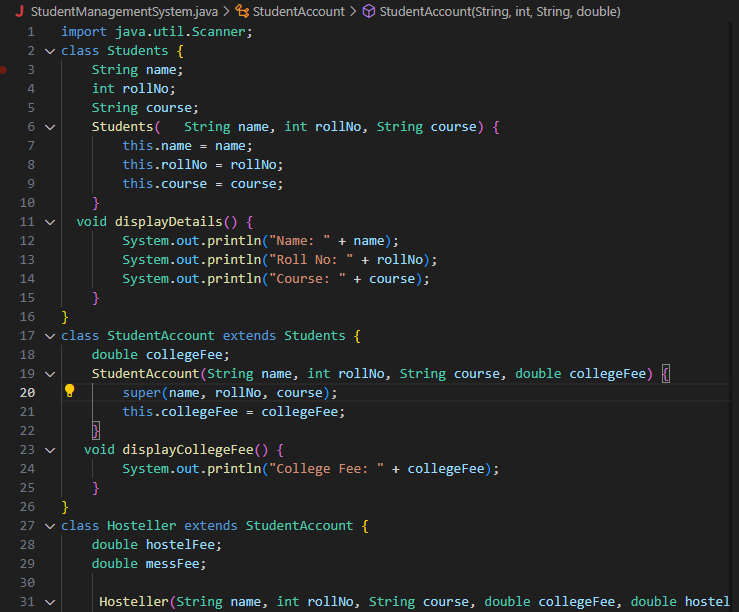 StudentManagementSystem.java > StudentAccount > StudentAccount(String, int, String, double)
1 import java.util.Scanner;
2 class Students {
3 String name;
4 int rollNo;
5 String course;
6 Students(   String name, int rollNo, String course) {
7 this.name = name;
8 this.rollNo = rollNo;
9 this.course = course;
10 }
11 void displayDetails() {
12 System.out.println("Name: " + name);
13 System.out.println("Roll No: " + rollNo);
14 System.out.println("Course: " + course);
15 }
16 }
17 class StudentAccount extends Students {
18 double collegeFee;
19 StudentAccount(String name, int rollNo, String course, double collegeFee) {
20 super(name, rollNo, course);
21 this.collegeFee = collegeFee;
22 }
23 void displayCollegeFee() {
24 System.out.println("College Fee: " + collegeFee);
25 }
26 }
27 class Hosteller extends StudentAccount {
28 double hostelFee;
29 double messFee;
30
31 Hosteller(String name, int rollNo, String course, double collegeFee, double hostel